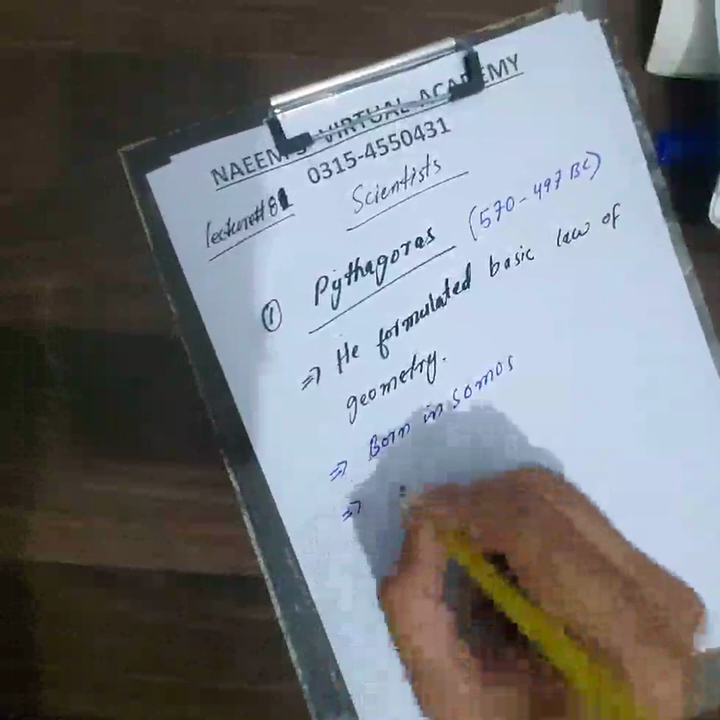 NAEEM'S VIRTUAL ACADEMY
0315-4550431
lecture#81
Scientists
① Pythagoras (570-497 BC)
⇒ He formulated basic law of
geometry.
⇒ Born in Somos
⇒